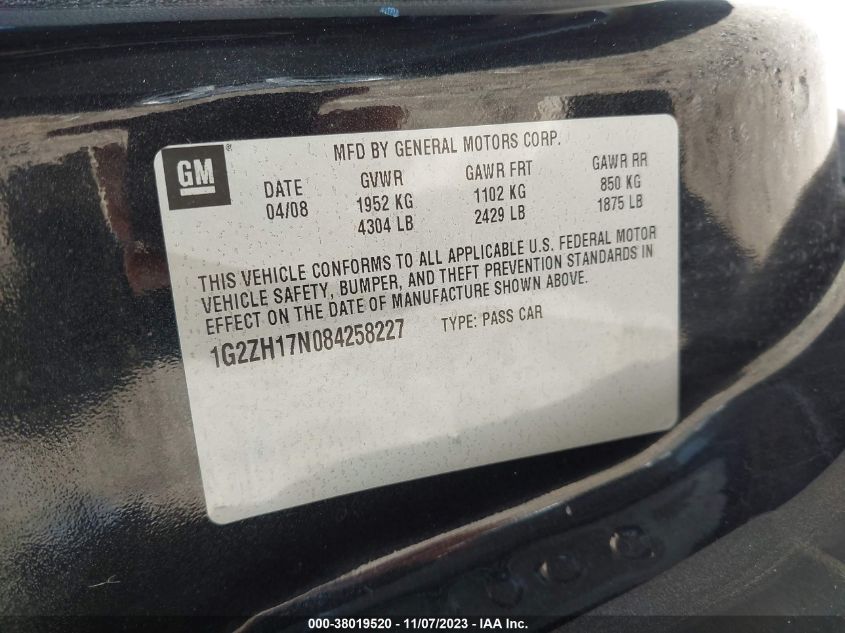 GM
MFD BY GENERAL MOTORS CORP.
DATE GVWR GAWR FRT GAWR RR
04/08 1952 KG 1102 KG 850 KG
4304 LB 2429 LB 1875 LB
THIS VEHICLE CONFORMS TO ALL APPLICABLE U.S. FEDERAL MOTOR
VEHICLE SAFETY, BUMPER, AND THEFT PREVENTION STANDARDS IN
EFFECT ON THE DATE OF MANUFACTURE SHOWN ABOVE.
1G2ZH17N084258227 TYPE: PASS CAR
000-38019520 - 11/07/2023 - IAA Inc.